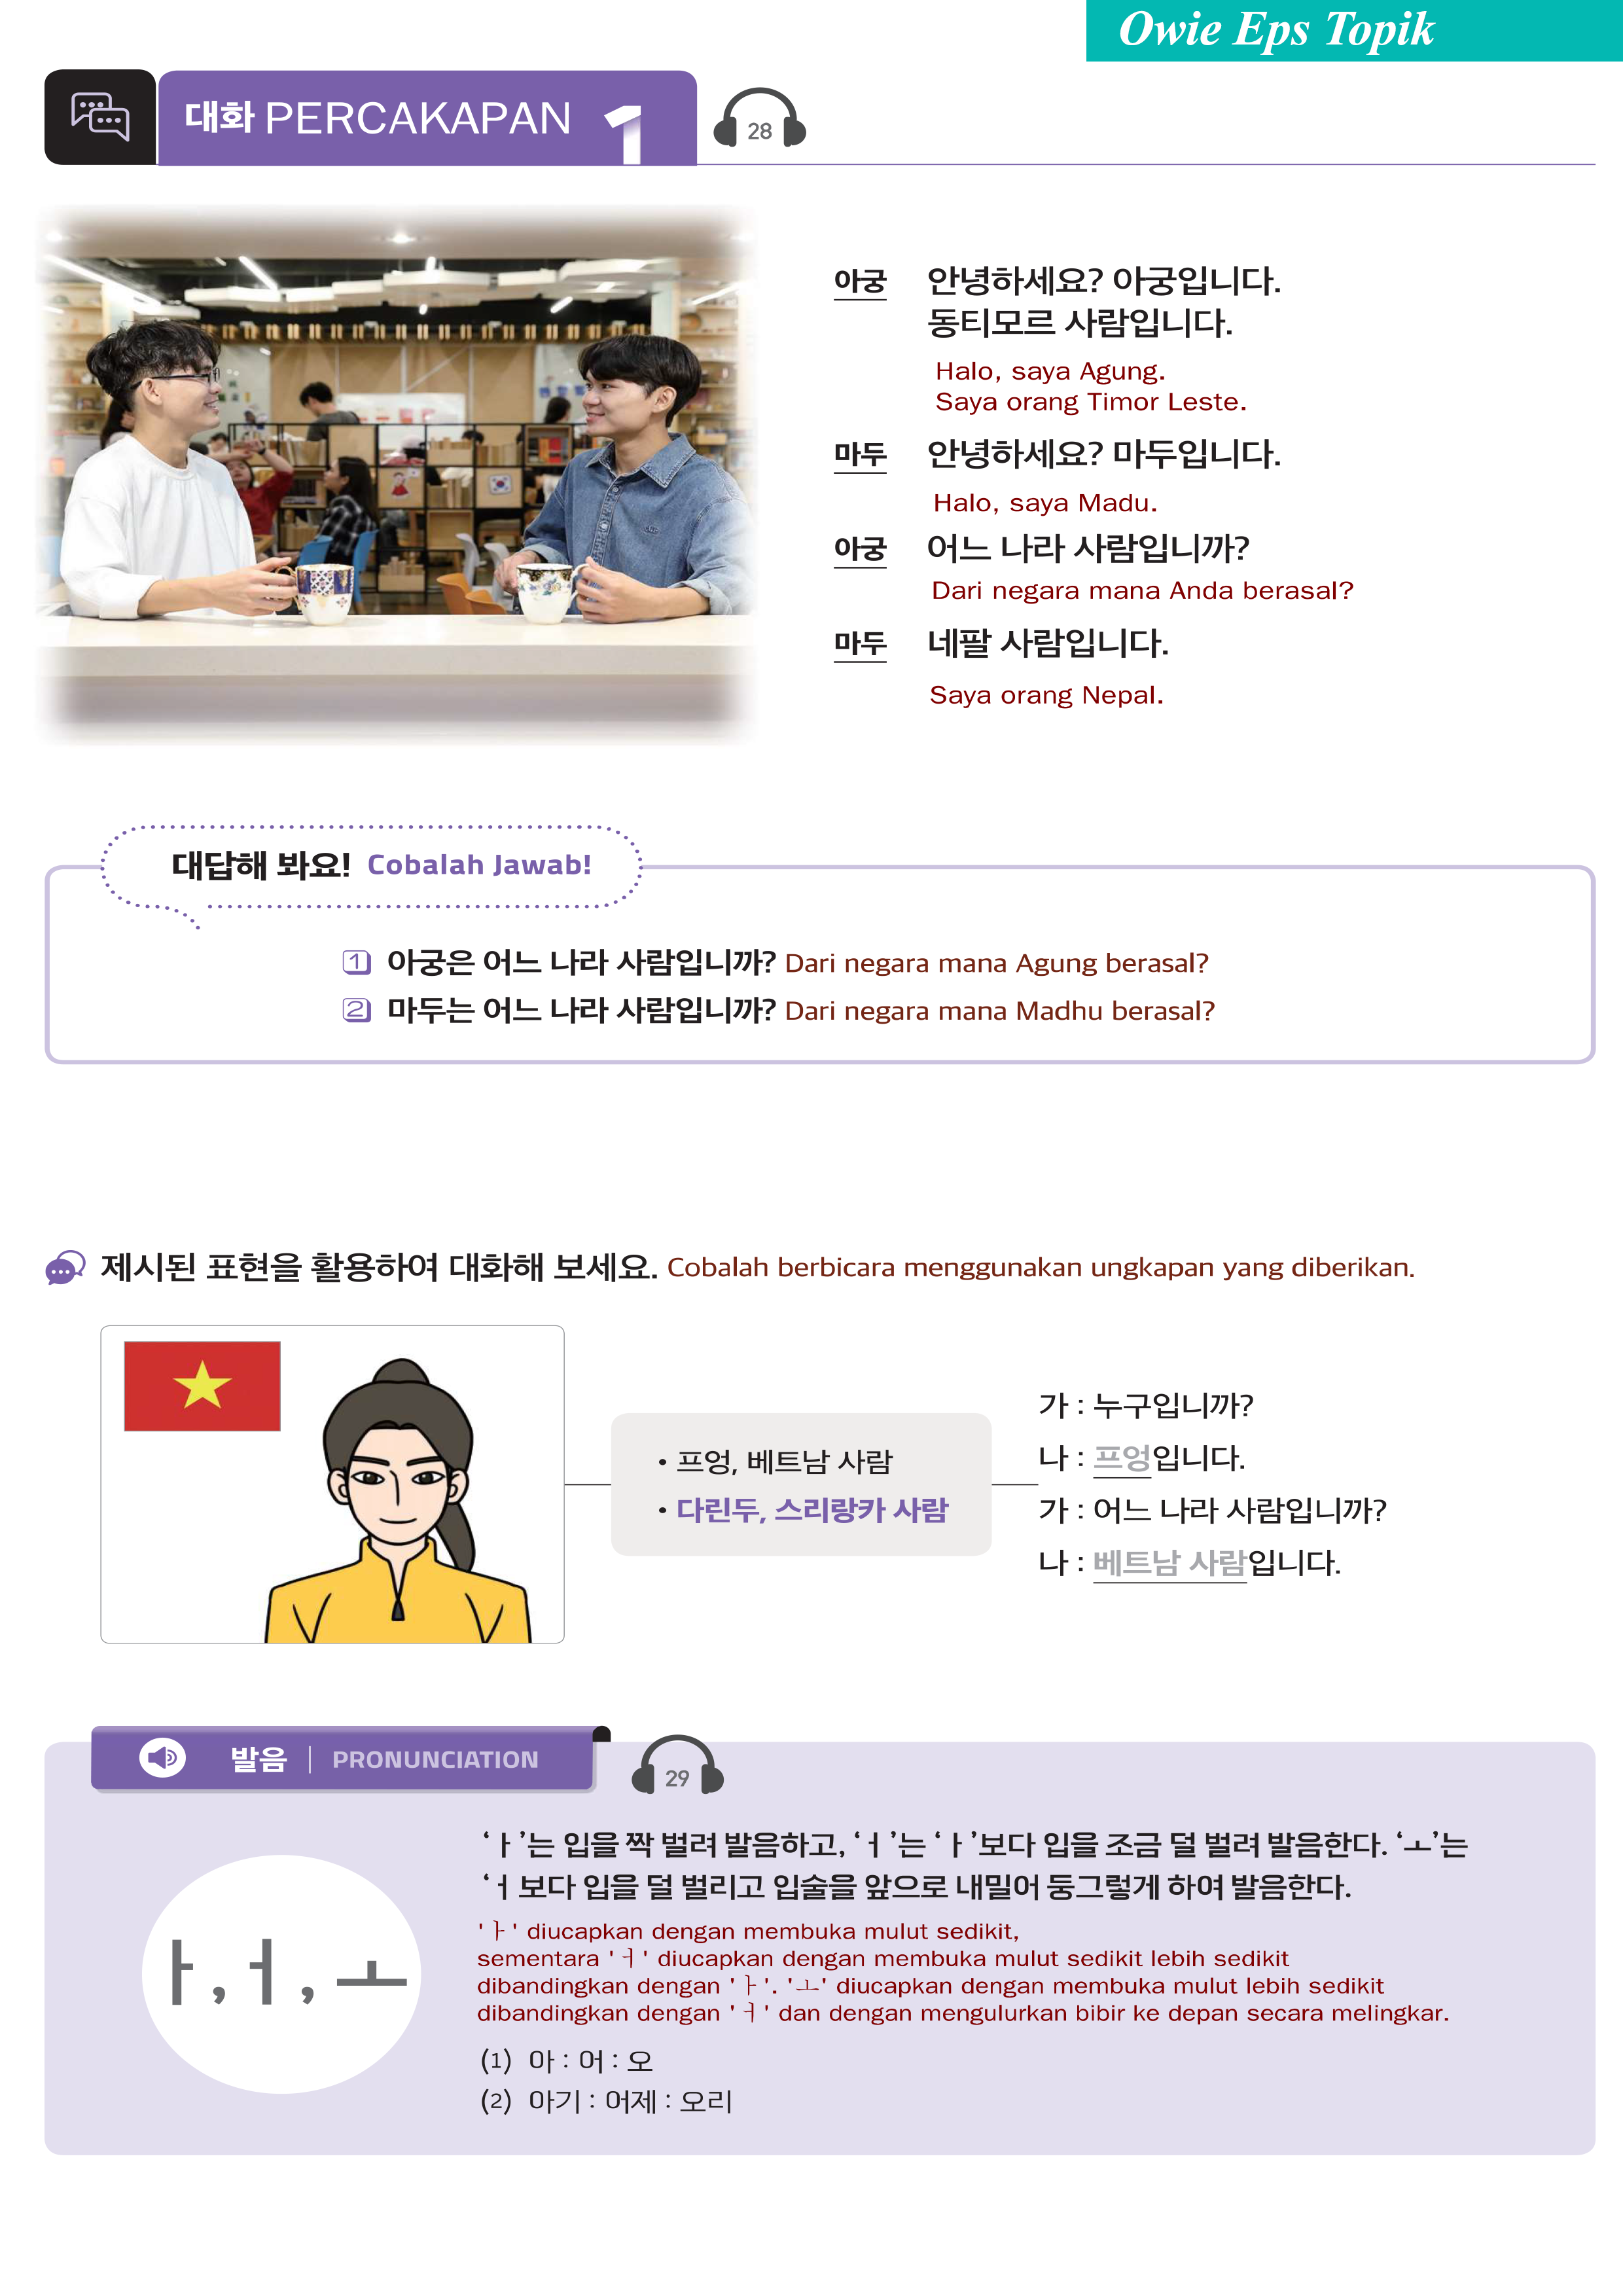 Owie Eps Topik
대화 PERCAKAPAN 1
28
아궁 안녕하세요? 아궁입니다.
동티모르 사람입니다.
Halo, saya Agung.
Saya orang Timor Leste.
마두 안녕하세요? 마두입니다.
Halo, saya Madu.
아궁 어느 나라 사람입니까?
Dari negara mana Anda berasal?
마두 네팔 사람입니다.
Saya orang Nepal.
대답해 봐요! Cobalah Jawab!
1 아궁은 어느 나라 사람입니까? Dari negara mana Agung berasal?
2 마두는 어느 나라 사람입니까? Dari negara mana Madhu berasal?
제시된 표현을 활용하여 대화해 보세요. Cobalah berbicara menggunakan ungkapan yang diberikan.
• 프엉, 베트남 사람
• 다린두, 스리랑카 사람
가 : 누구입니까?
나 : 프엉입니다.
가 : 어느 나라 사람입니까?
나 : 베트남 사람입니다.
발음 | PRONUNCIATION
29
‘ㅏ’는 입을 짝 벌려 발음하고, ‘ㅓ’는 ‘ㅏ’보다 입을 조금 덜 벌려 발음한다. ‘ㅗ’는
‘ㅓ보다 입을 덜 벌리고 입술을 앞으로 내밀어 둥그렇게 하여 발음한다.
'ㅏ' diucapkan dengan membuka mulut sedikit,
sementara 'ㅓ' diucapkan dengan membuka mulut sedikit lebih sedikit
dibandingkan dengan 'ㅏ'. 'ㅗ' diucapkan dengan membuka mulut lebih sedikit
dibandingkan dengan 'ㅓ' dan dengan mengulurkan bibir ke depan secara melingkar.
ㅏ, ㅓ, ㅗ
(1) 아 : 어 : 오
(2) 아기 : 어제 : 오리